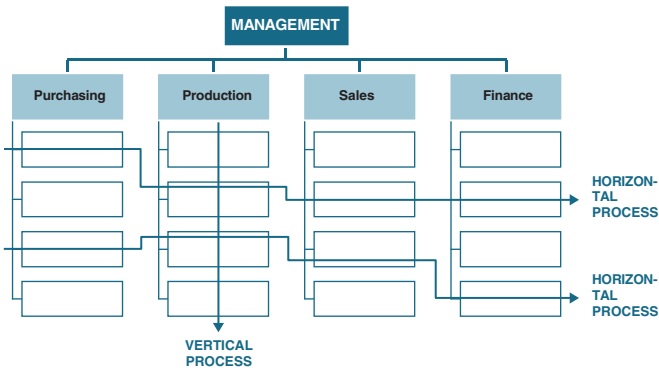 MANAGEMENT
Purchasing
Production
Sales
Finance
HORIZON-
TAL
PROCESS
HORIZON-
TAL
PROCESS
VERTICAL
PROCESS